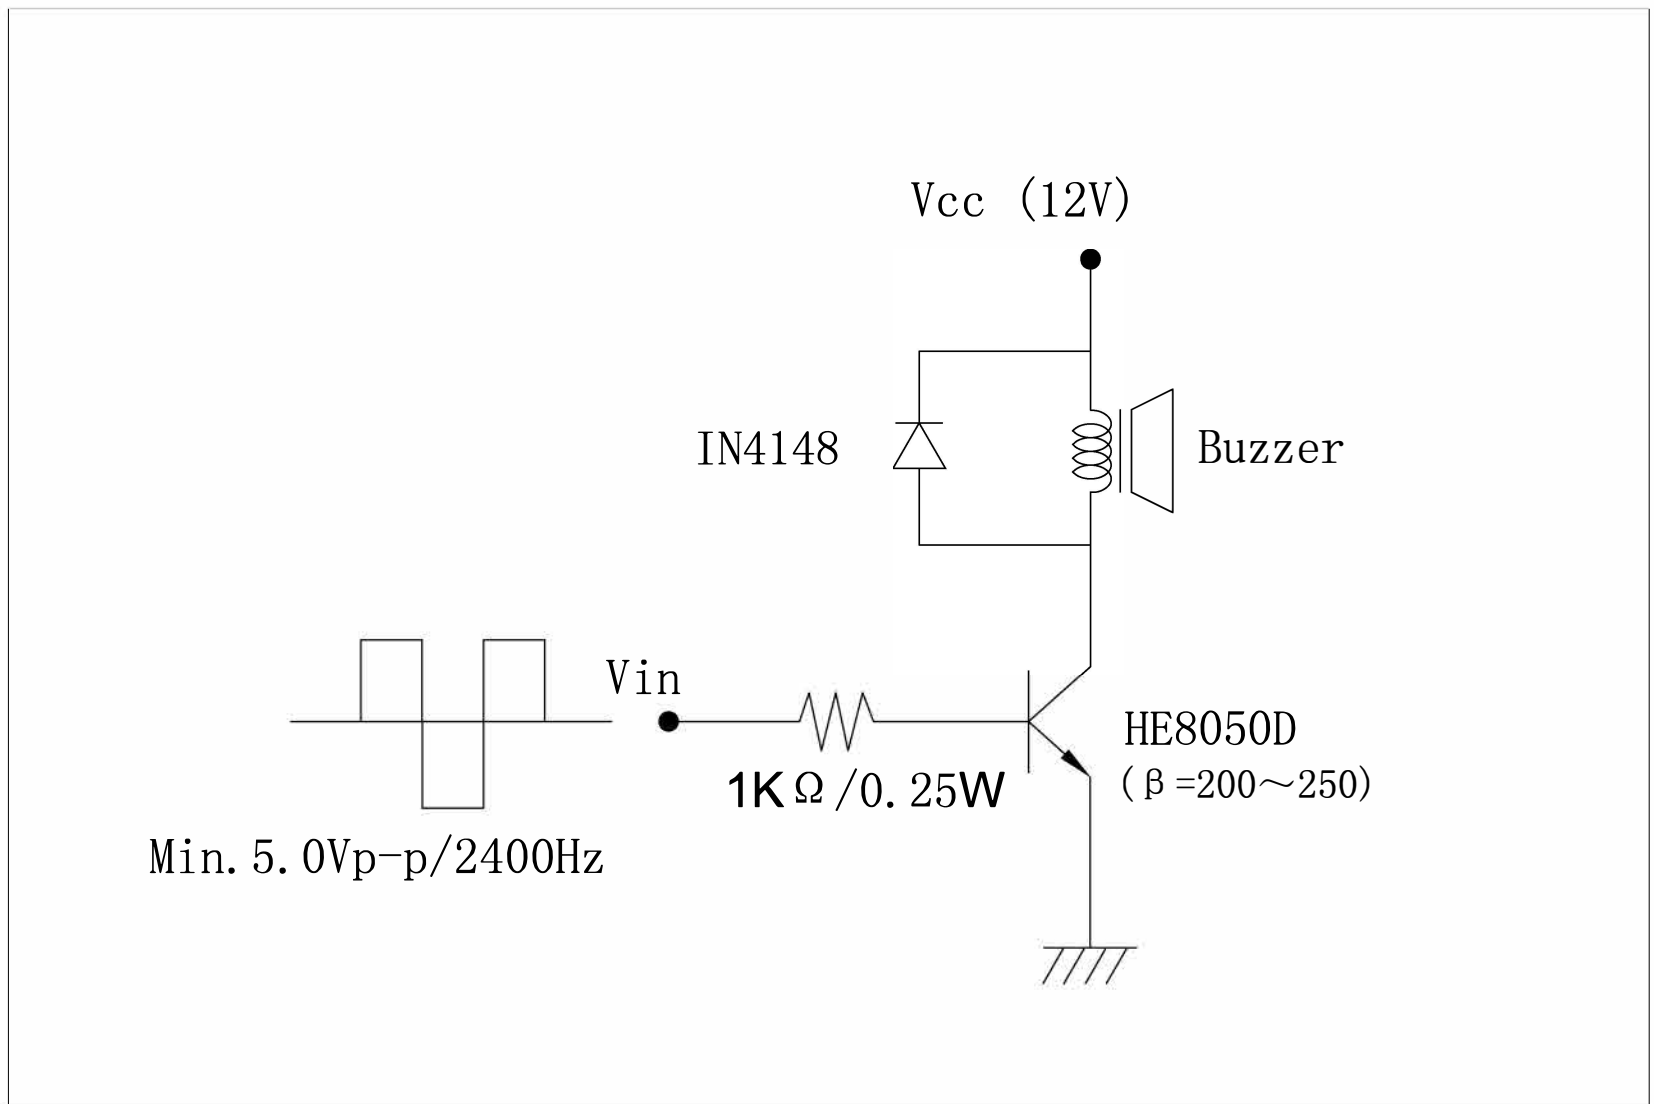 Vcc (12V)
IN4148
Buzzer
Vin
HE8050D
(β=200～250)
1KΩ/0.25W
Min.5.0Vp-p/2400Hz